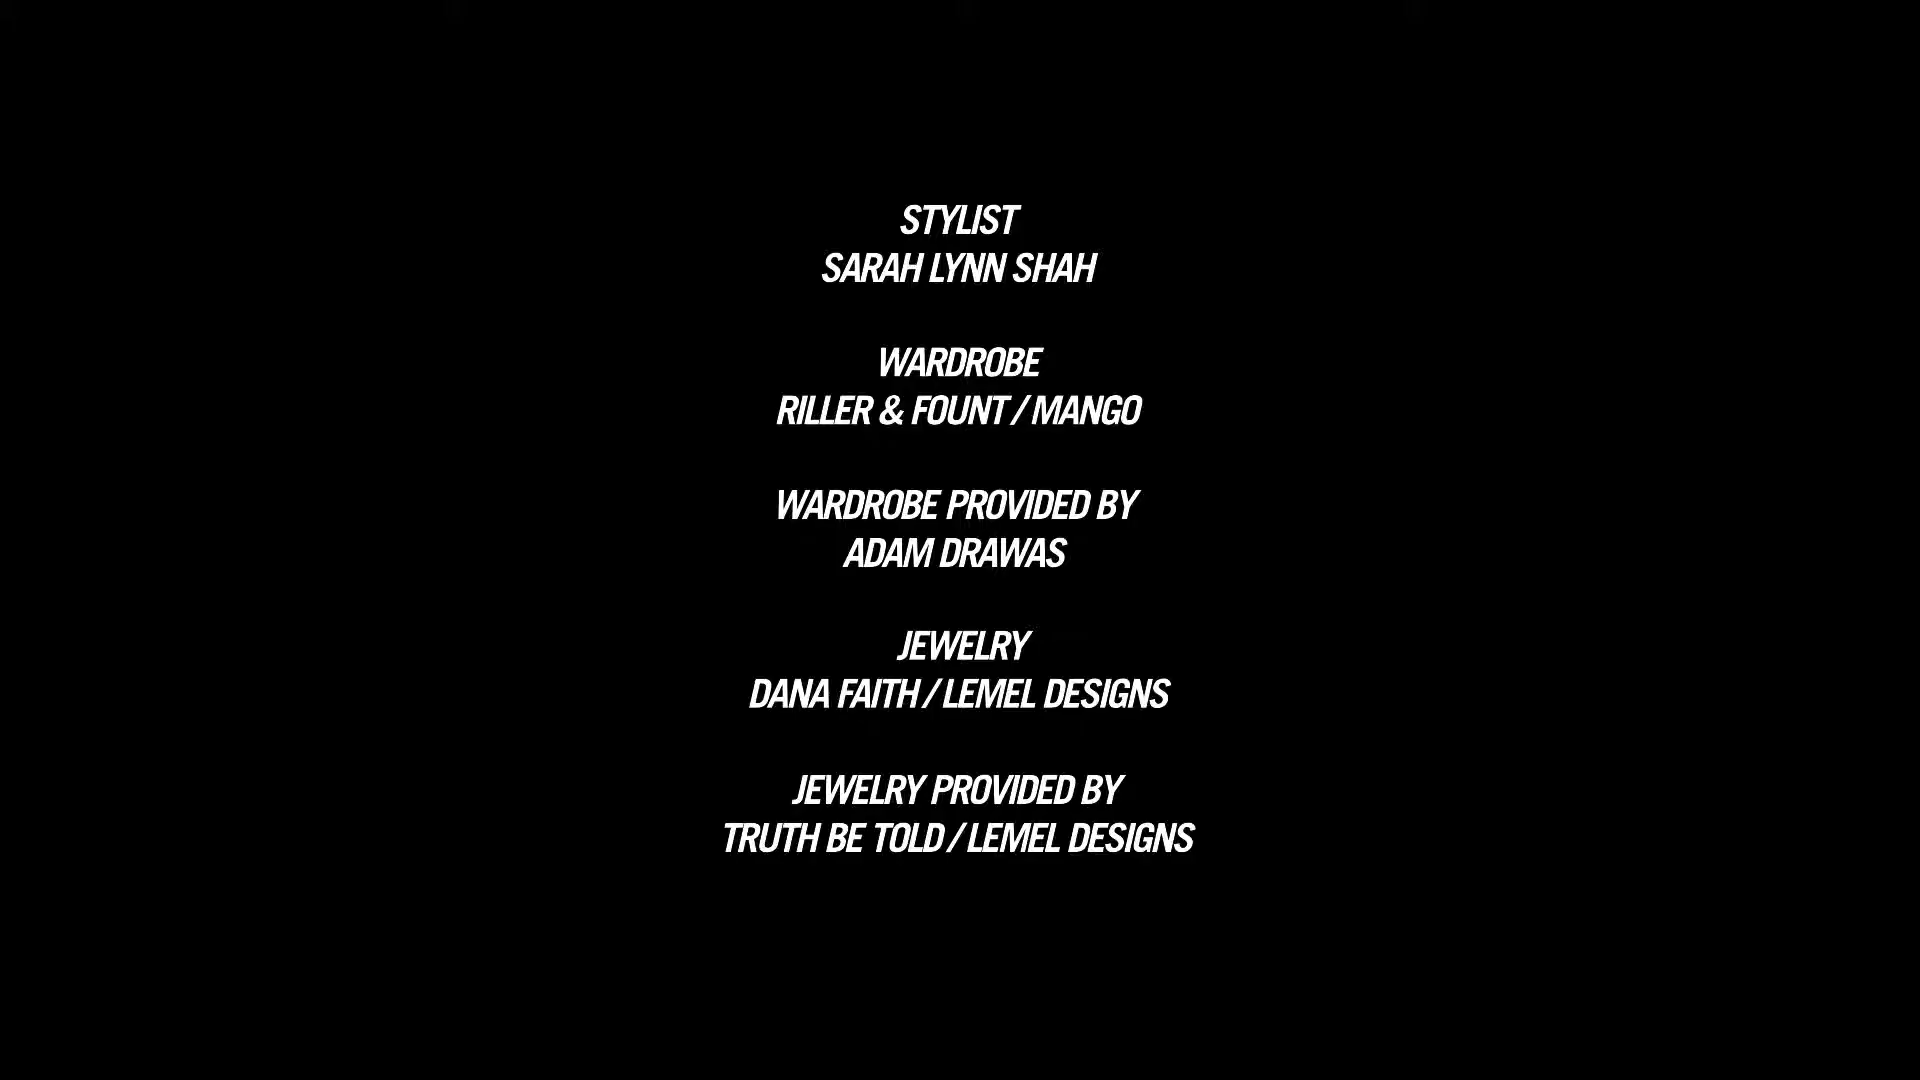 STYLIST
SARAH LYNN SHAH
WARDROBE
RILLER & FOUNT / MANGO
WARDROBE PROVIDED BY
ADAM DRAWAS
JEWELRY
DANA FAITH / LEMEL DESIGNS
JEWELRY PROVIDED BY
TRUTH BE TOLD / LEMEL DESIGNS